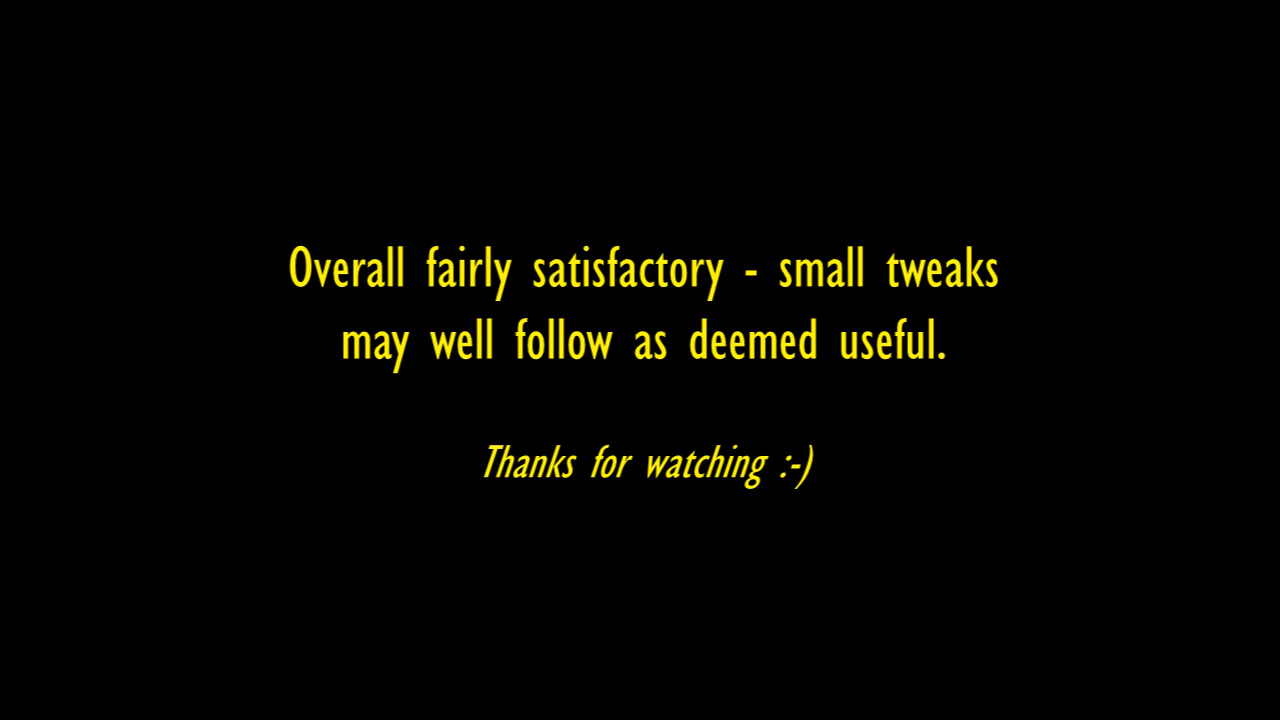 Overall fairly satisfactory - small tweaks
may well follow as deemed useful.
Thanks for watching :-)